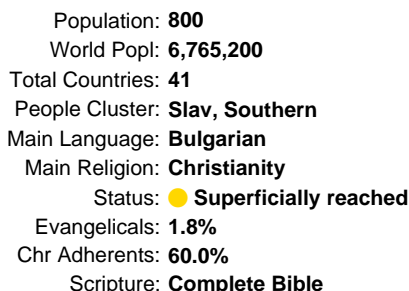 Population: 800
World Popl: 6,765,200
Total Countries: 41
People Cluster: Slav, Southern
Main Language: Bulgarian
Main Religion: Christianity
Status: Superficially reached
Evangelicals: 1.8%
Chr Adherents: 60.0%
Scripture: Complete Bible